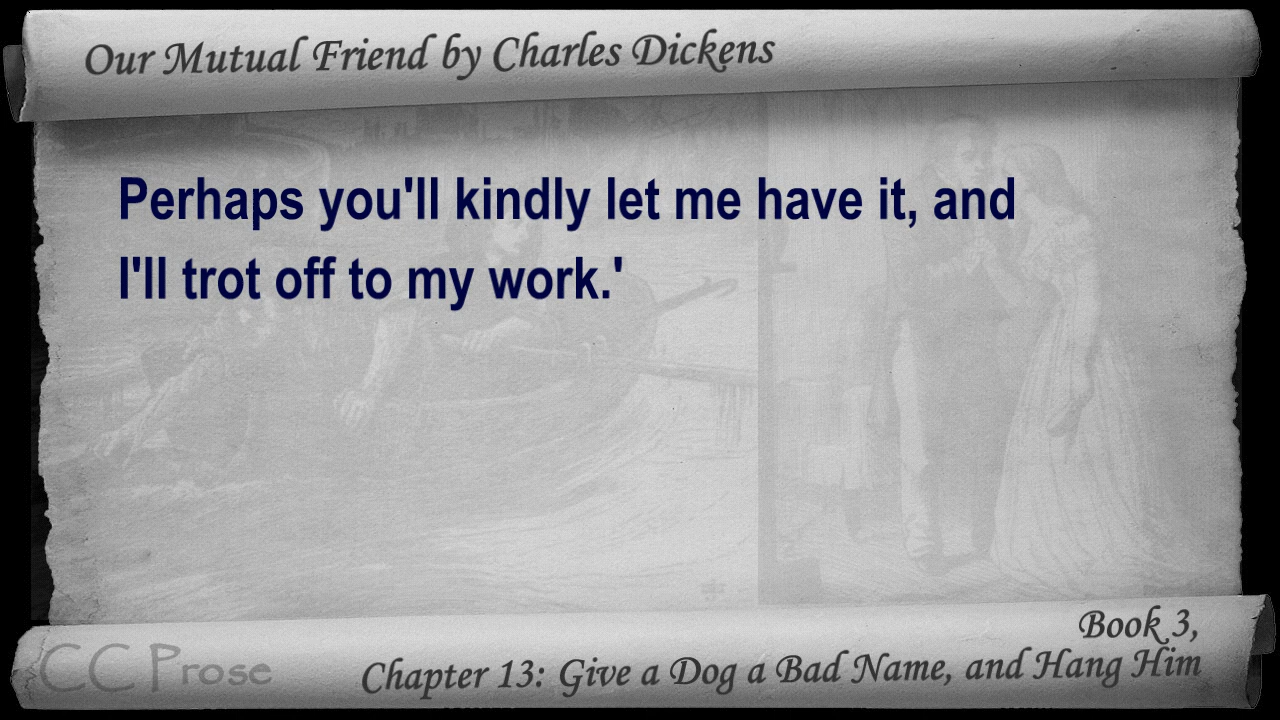 Our Mutual Friend by Charles Dickens
Perhaps you'll kindly let me have it, and
I'll trot off to my work.'
Book 3,
Chapter 13: Give a Dog a Bad Name, and Hang Him
CC Prose